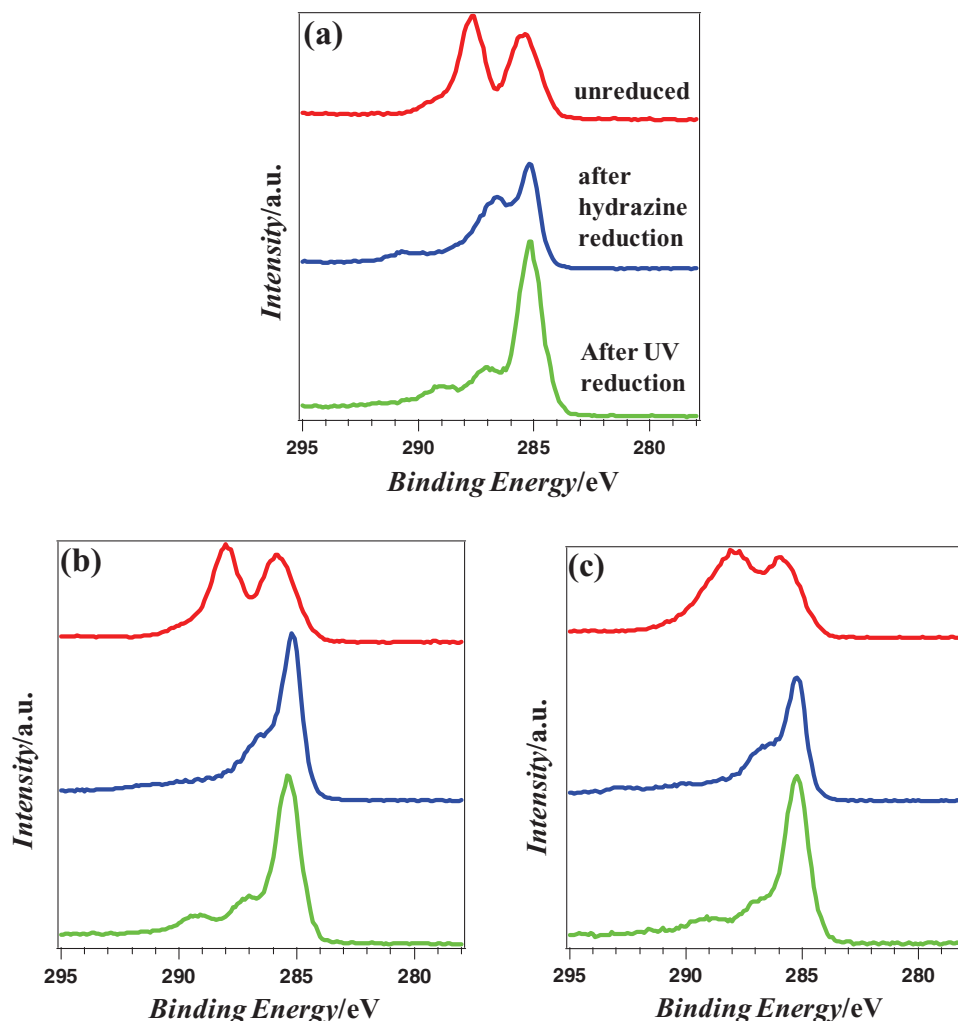 (a)
unreduced
after
hydrazine
reduction
After UV
reduction
Intensity/a.u.
295 290 285 280
Binding Energy/eV
(b)
Intensity/a.u.
295 290 285 280
Binding Energy/eV
(c)
Intensity/a.u.
295 290 285 280
Binding Energy/eV